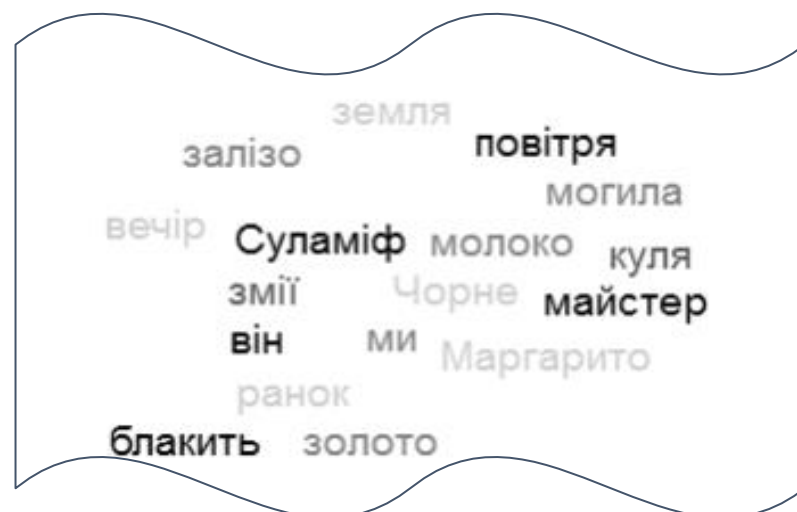 земля
залізо повітря
могила
вечір Суламіф молоко куля
змії Чорне майстер
він ми Маргарито
ранок
блакить золото